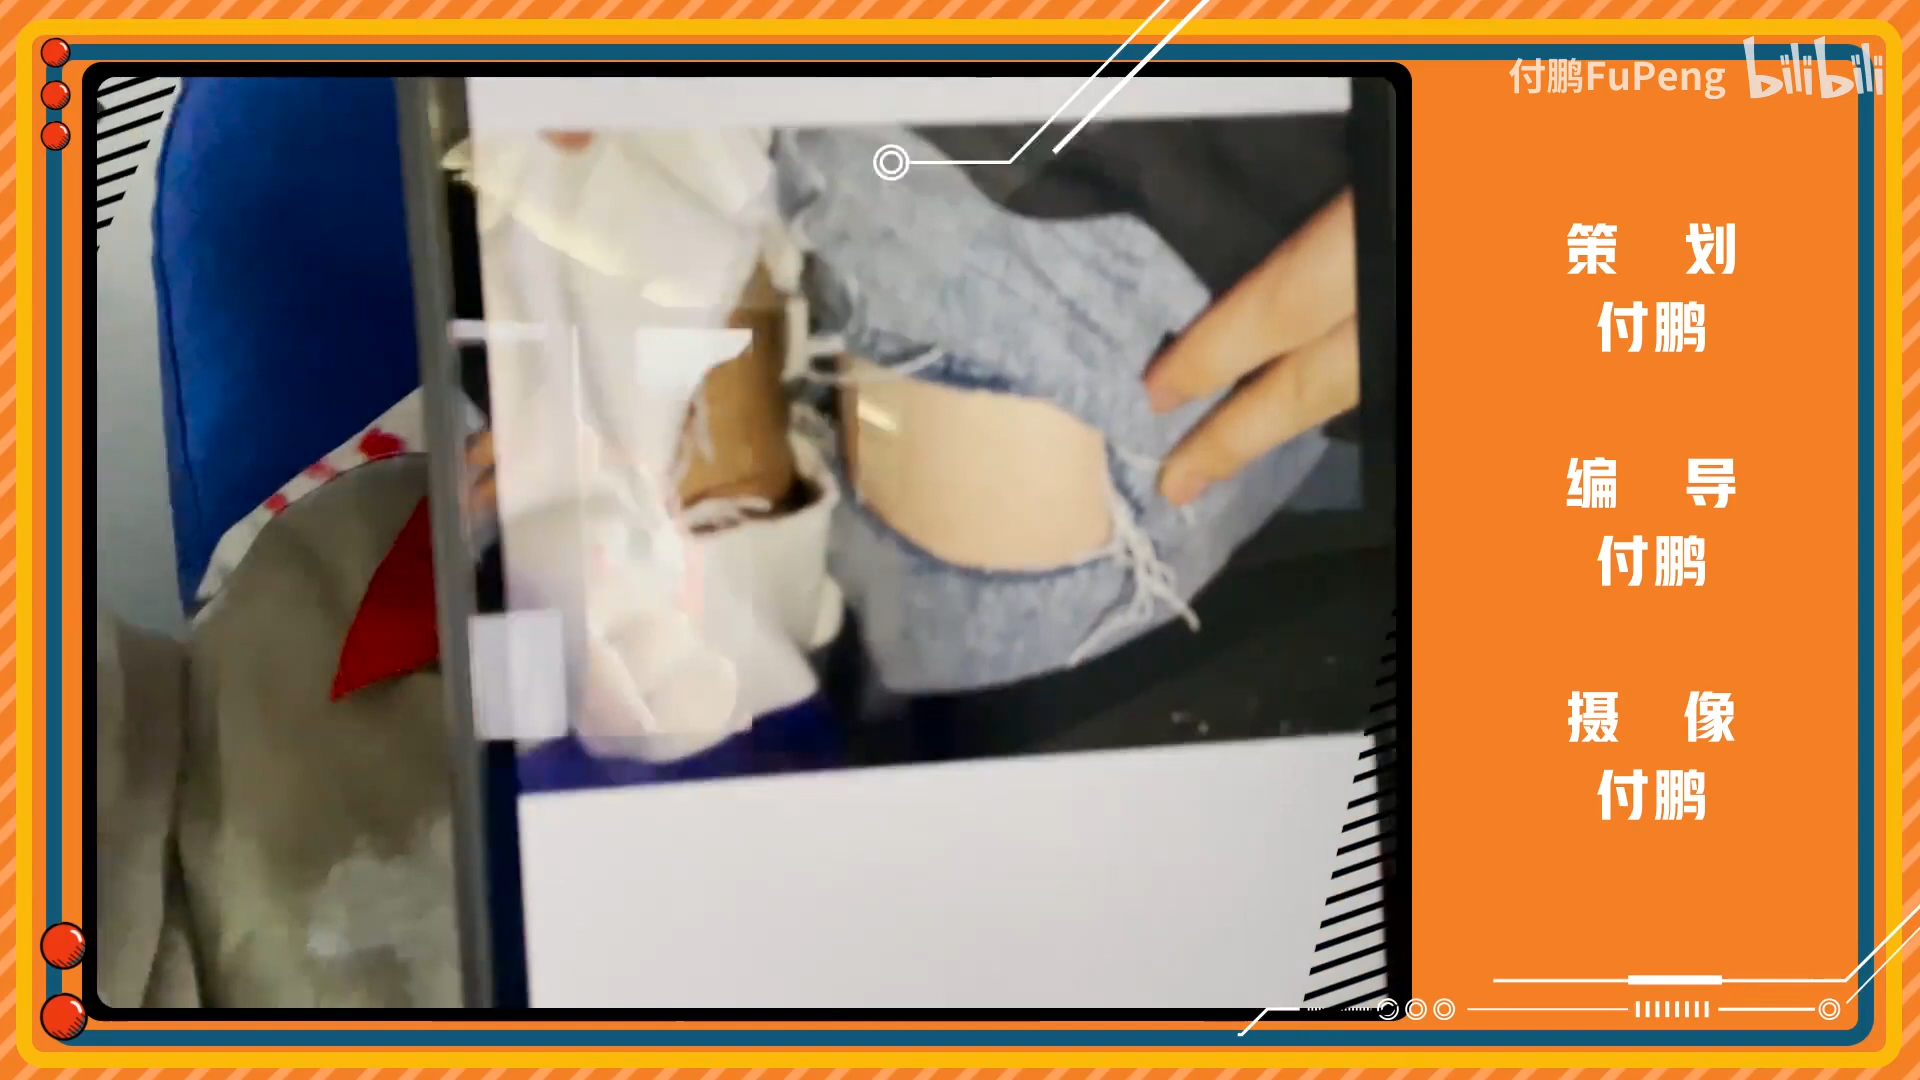 付鹏FuPeng bilibili
策 划
付鹏
编 导
付鹏
摄 像
付鹏